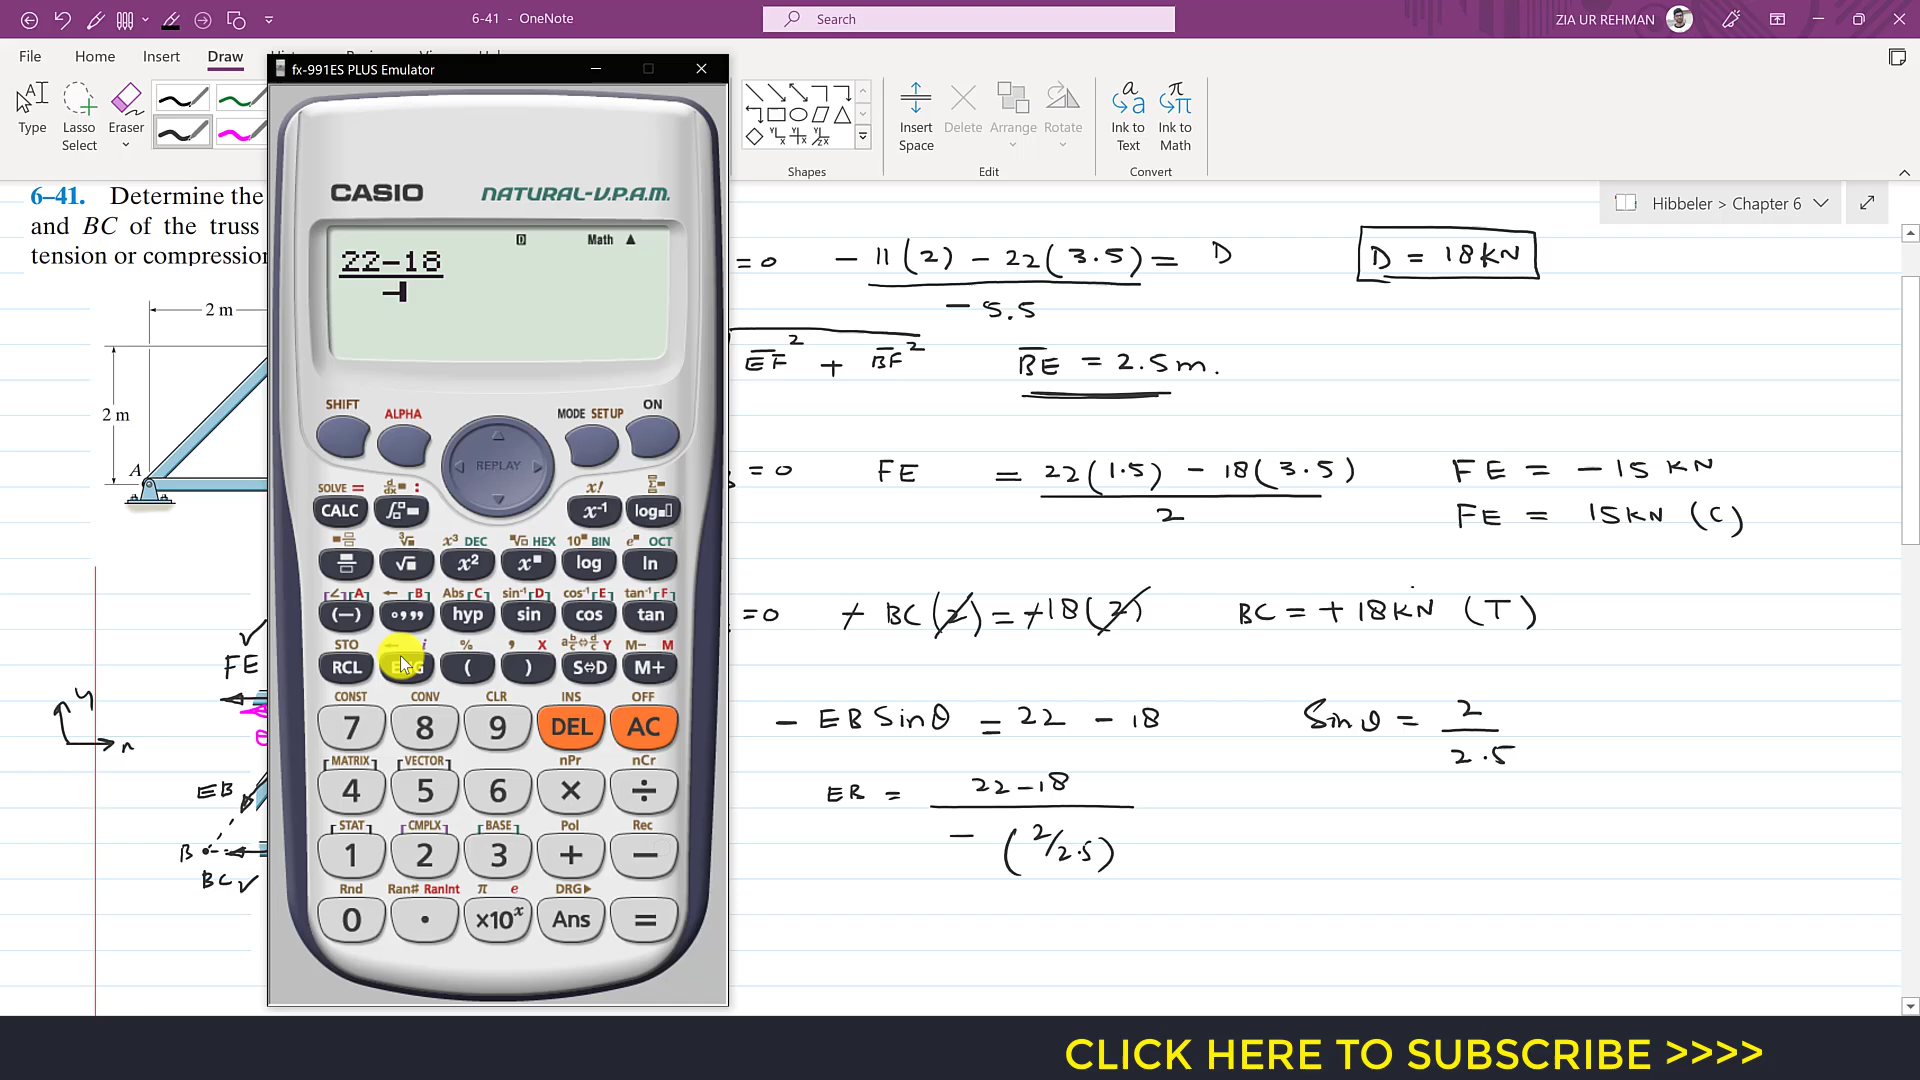 6-41 - OneNote
Search
ZIA UR REHMAN
File Home Insert Draw
fx-991ES PLUS Emulator
Type
Lasso Select
Eraser
Insert Space
Delete
Arrange
Rotate
Ink to Text
Ink to Math
Shapes
Edit
Convert
Hibbeler > Chapter 6
6–41. Determine the
and BC of the truss
tension or compression
2 m
2 m
A
CASIO
NATURAL-V.P.A.M.
D Math ▲
22-18
-
SHIFT ALPHA MODE SETUP ON
REPLAY
SOLVE = d/dx= : x! Σ=
CALC ∫ x⁻¹ log
³√ x³ DEC ⁿ√ HEX 10 BIN e OCT
√ x² x log ln
∠ A ← B Abs C sin⁻¹ D cos⁻¹ E tan⁻¹ F
(−) ° ’ ” hyp sin cos tan
STO ← i % , X a b/c⇔d/c Y M− M
RCL ENG ( ) S⇔D M+
CONST CONV CLR INS OFF
7 8 9 DEL AC
MATRIX VECTOR nPr nCr
4 5 6 × ÷
STAT CMPLX BASE Pol Rec
1 2 3 + −
Rnd Ran# RanInt π e DRG▶
0 . ×10ˣ Ans =
= 0 - 11(2) - 22(3.5) = D
- 5.5
D = 18KN
EF² + BF² BE = 2.5m.
= 0 FE = 22(1.5) - 18(3.5)
2
FE = -15 KN
FE = 15KN (C)
= 0 + BC(2) = +18(2) BC = +18KN (T)
- EB Sinθ = 22 - 18 Sinθ = 2
2.5
EB = 22-18
- (2/2.5)
FE
y
n
EB
B
BC
CLICK HERE TO SUBSCRIBE >>>>